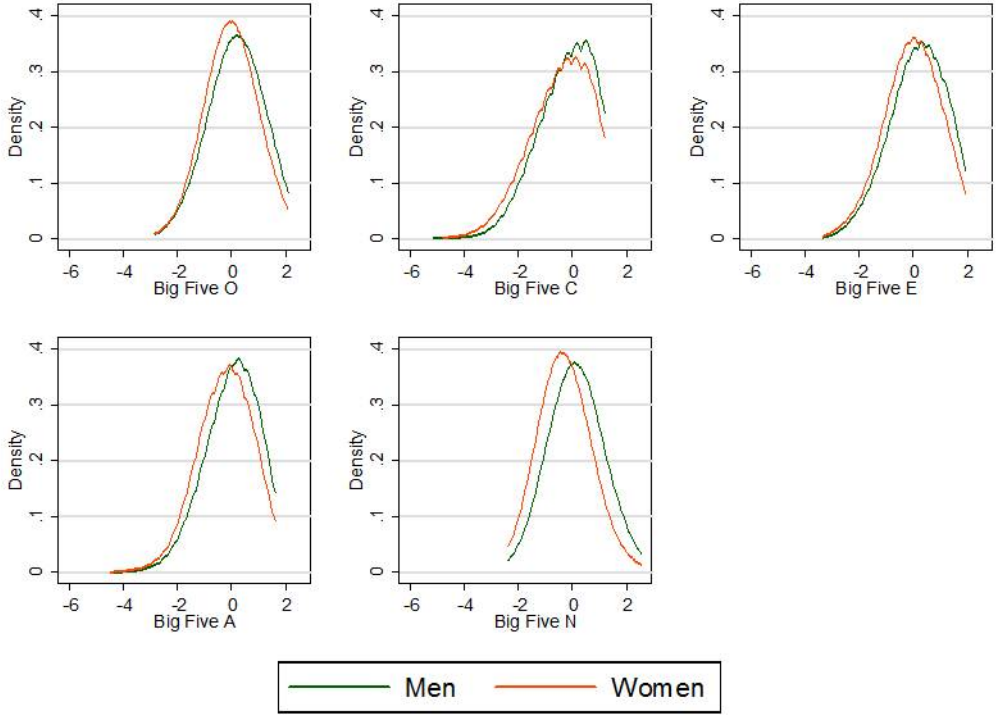 .4
.3
.2
.1
0
Density
-6 -4 -2 0 2
Big Five O
.4
.3
.2
.1
0
Density
-6 -4 -2 0 2
Big Five C
.4
.3
.2
.1
0
Density
-6 -4 -2 0 2
Big Five E
.4
.3
.2
.1
0
Density
-6 -4 -2 0 2
Big Five A
.4
.3
.2
.1
0
Density
-6 -4 -2 0 2
Big Five N
Men Women